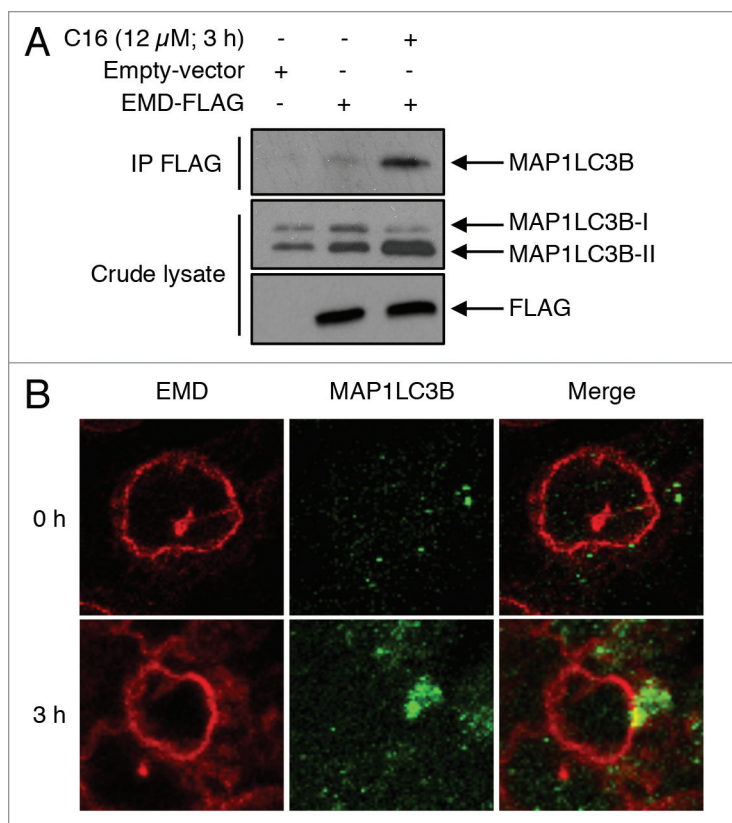 A
C16 (12 µM; 3 h) - - +
Empty-vector + - -
EMD-FLAG - + +
IP FLAG
MAP1LC3B
Crude lysate
MAP1LC3B-I
MAP1LC3B-II
FLAG
B
EMD MAP1LC3B Merge
0 h
3 h